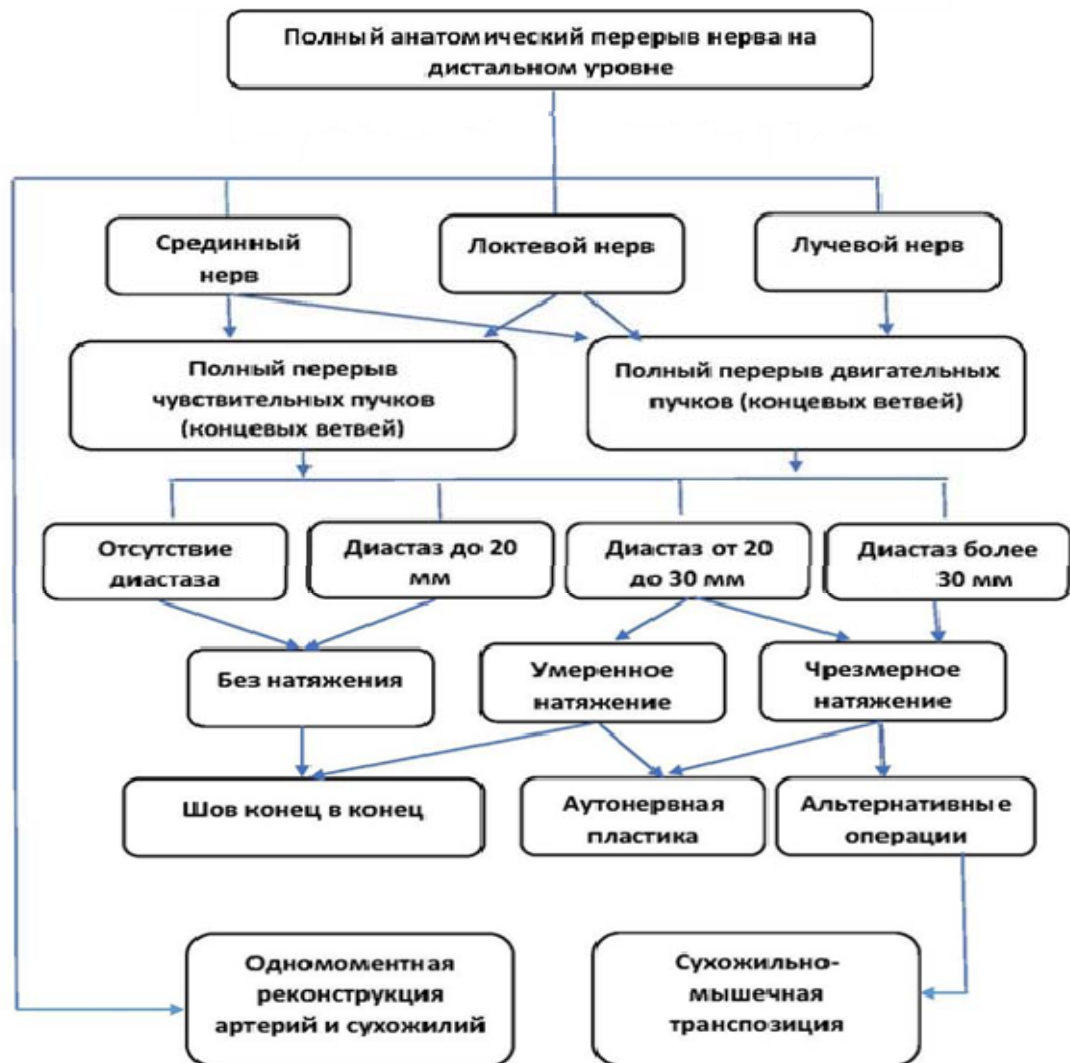 Полный анатомический перерыв нерва на
дистальном уровне
Срединный
нерв
Локтевой нерв
Лучевой нерв
Полный перерыв
чувствительных пучков
(концевых ветвей)
Полный перерыв двигательных
пучков (концевых ветвей)
Отсутствие
диастаза
Диастаз до 20
мм
Диастаз от 20
до 30 мм
Диастаз более
30 мм
Без натяжения
Умеренное
натяжение
Чрезмерное
натяжение
Шов конец в конец
Аутонервная
пластика
Альтернативные
операции
Одномоментная
реконструкция
артерий и сухожилий
Сухожильно-
мышечная
транспозиция